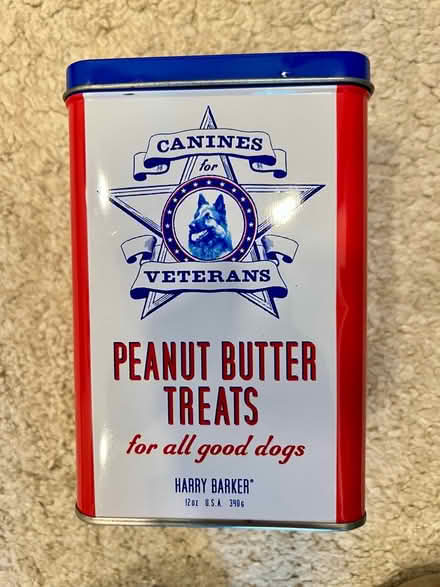 CANINES
for
VETERANS
PEANUT BUTTER
TREATS
for all good dogs
HARRY BARKER®
12oz U.S.A. 340g